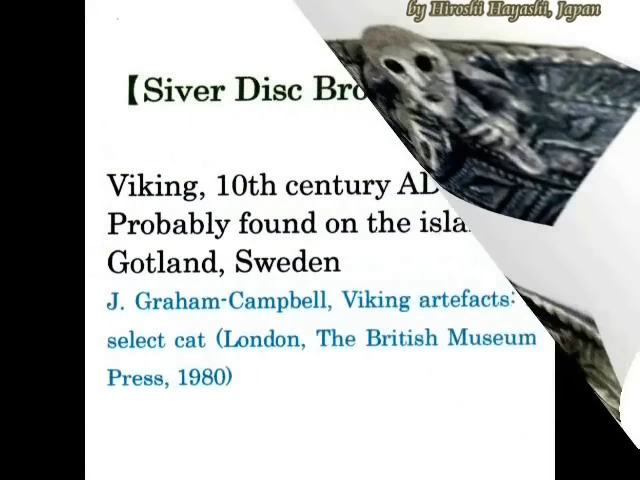 by Hiroshi Hayashi, Japan
【Siver Disc Bro
Viking, 10th century AD
Probably found on the isla
Gotland, Sweden
J. Graham-Campbell, Viking artefacts:
select cat (London, The British Museum
Press, 1980)